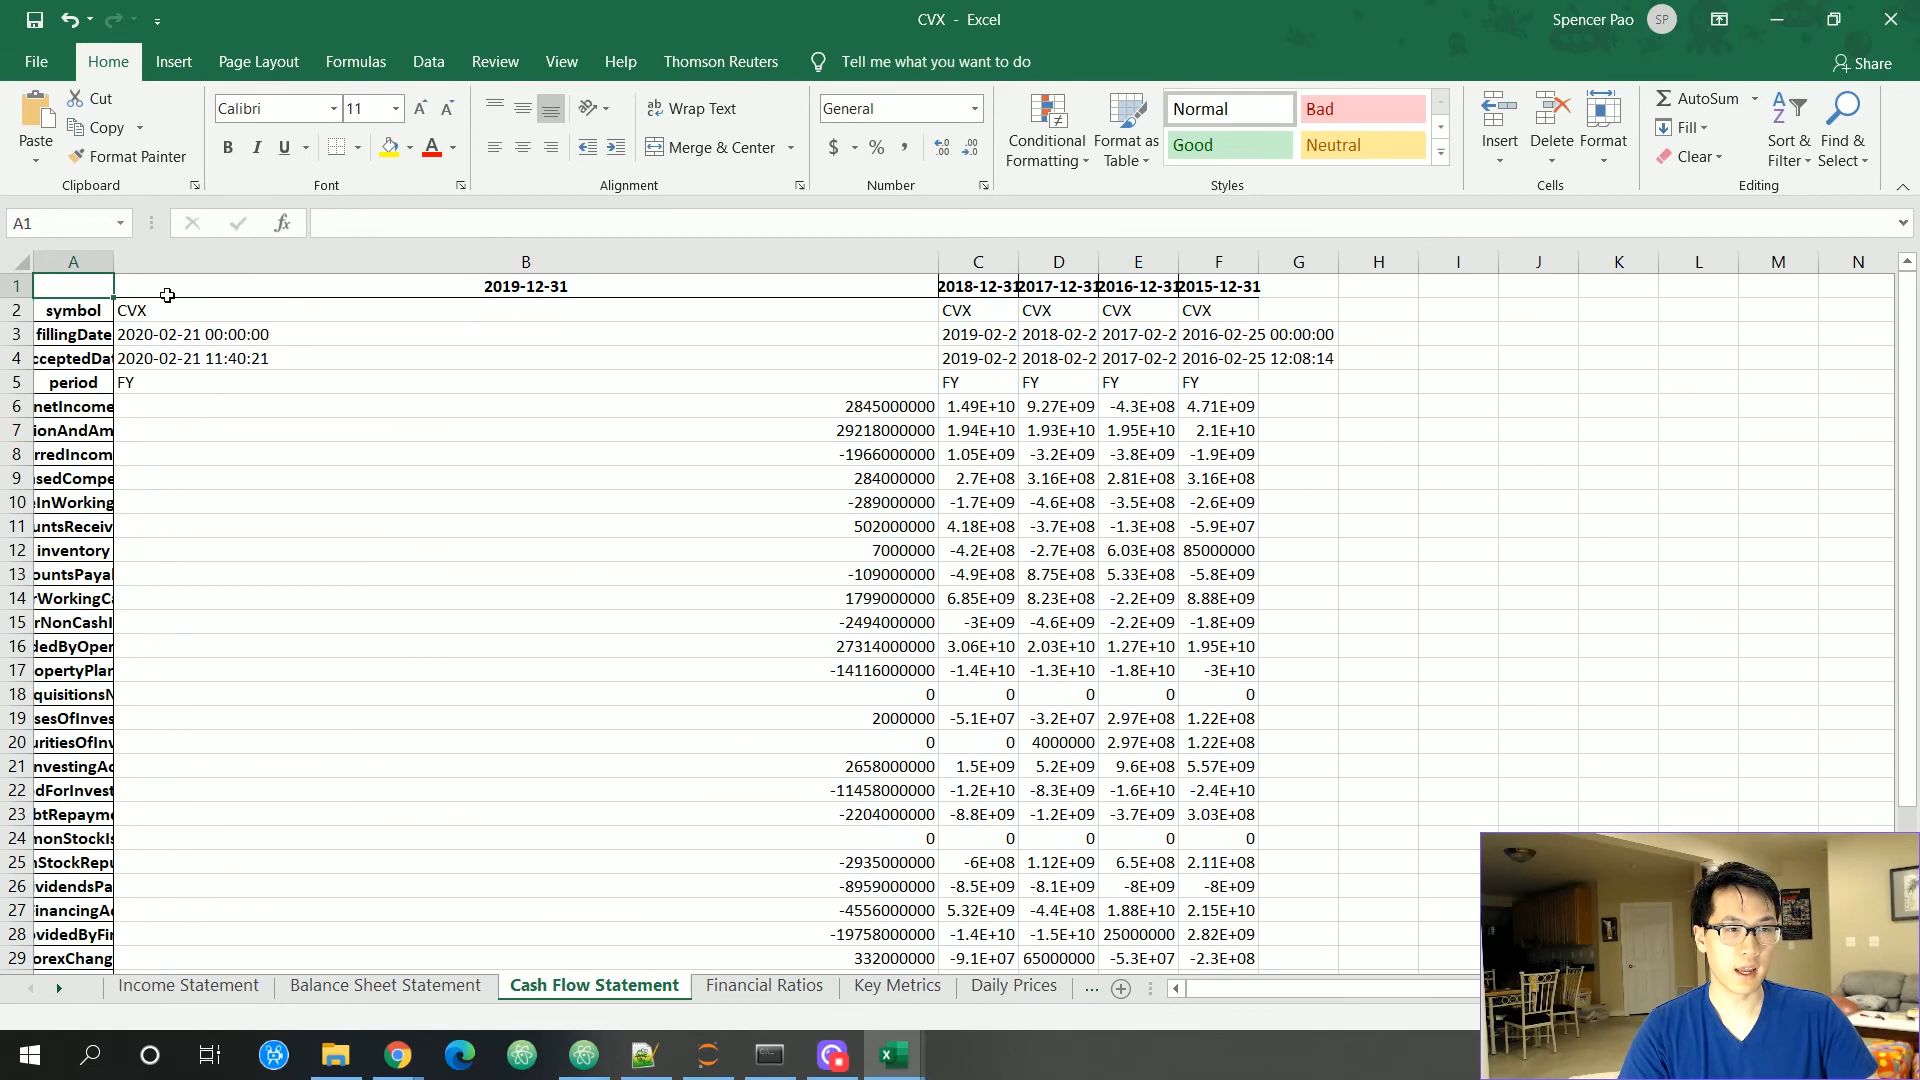 CVX - Excel
Spencer Pao SP
File Home Insert Page Layout Formulas Data Review View Help Thomson Reuters Tell me what you want to do Share
Paste Cut Copy Format Painter
Calibri 11
B I U A
Wrap Text
Merge & Center
General
$ %
Conditional Formatting
Format as Table
Normal Bad
Good Neutral
Insert Delete Format
AutoSum
Fill
Clear
Sort & Filter
Find & Select
Clipboard Font Alignment Number Styles Cells Editing
A1 fx
A B C D E F G H I J K L M N
1 2019-12-31 2018-12-31 2017-12-31 2016-12-31 2015-12-31
2 symbol CVX CVX CVX CVX CVX
3 fillingDate 2020-02-21 00:00:00 2019-02-2 2018-02-2 2017-02-2 2016-02-25 00:00:00
4 cceptedDat 2020-02-21 11:40:21 2019-02-2 2018-02-2 2017-02-2 2016-02-25 12:08:14
5 period FY FY FY FY FY
6 netIncome 2845000000 1.49E+10 9.27E+09 -4.3E+08 4.71E+09
7 ionAndAm 29218000000 1.94E+10 1.93E+10 1.95E+10 2.1E+10
8 rredIncom -1966000000 1.05E+09 -3.2E+09 -3.8E+09 -1.9E+09
9 asedCompe 284000000 2.7E+08 3.16E+08 2.81E+08 3.16E+08
10 eInWorking -289000000 -1.7E+09 -4.6E+08 -3.5E+08 -2.6E+09
11 untsReceiv 502000000 4.18E+08 -3.7E+08 -1.3E+08 -5.9E+07
12 inventory 7000000 -4.2E+08 -2.7E+08 6.03E+08 85000000
13 ountsPayal -109000000 -4.9E+08 8.75E+08 5.33E+08 -5.8E+09
14 rWorkingCa 1799000000 6.85E+09 8.23E+08 -2.2E+09 8.88E+09
15 rNonCashI -2494000000 -3E+09 -4.6E+09 -2.2E+09 -1.8E+09
16 dedByOper 27314000000 3.06E+10 2.03E+10 1.27E+10 1.95E+10
17 opertyPlan -14116000000 -1.4E+10 -1.3E+10 -1.8E+10 -3E+10
18 quisitionsN 0 0 0 0 0
19 sesOfInves 2000000 -5.1E+07 -3.2E+07 2.97E+08 1.22E+08
20 uritiesOfInv 0 0 4000000 2.97E+08 1.22E+08
21 nvestingAc 2658000000 1.5E+09 5.2E+09 9.6E+08 5.57E+09
22 edForInvest -11458000000 -1.2E+10 -8.3E+09 -1.6E+10 -2.4E+10
23 btRepayme -2204000000 -8.8E+09 -1.2E+09 -3.7E+09 3.03E+08
24 monStockIs 0 0 0 0 0
25 nStockRepu -2935000000 -6E+08 1.12E+09 6.5E+08 2.11E+08
26 videndsPa -8959000000 -8.5E+09 -8.1E+09 -8E+09 -8E+09
27 FinancingAc -4556000000 5.32E+09 -4.4E+08 1.88E+10 2.15E+10
28 ovidedByFir -19758000000 -1.4E+10 -1.5E+10 25000000 2.82E+09
29 orexChang 332000000 -9.1E+07 65000000 -5.3E+07 -2.3E+08
Income Statement Balance Sheet Statement Cash Flow Statement Financial Ratios Key Metrics Daily Prices ...